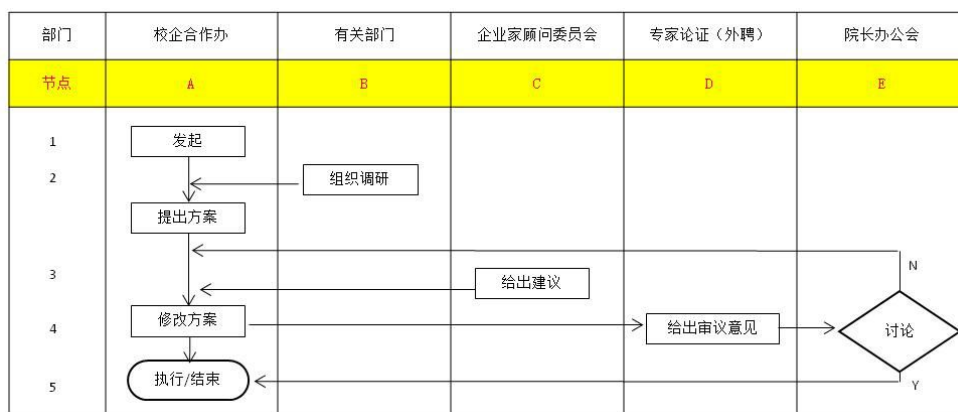 部门 校企合作办 有关部门 企业家顾问委员会 专家论证（外聘） 院长办公会
节点 A B C D E
1 发起
2 组织调研
提出方案
N
3 给出建议
4 修改方案 给出审议意见 讨论
5 执行/结束 Y